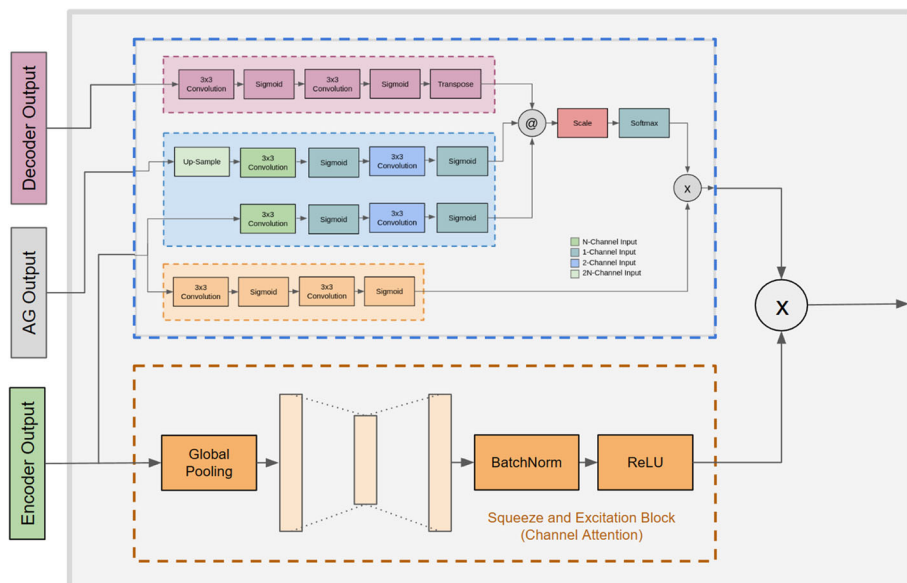 Decoder Output
AG Output
Encoder Output
3x3
Convolution
Sigmoid
3x3
Convolution
Sigmoid
Transpose
@
Scale
Softmax
Up-Sample
3x3
Convolution
Sigmoid
3x3
Convolution
Sigmoid
3x3
Convolution
Sigmoid
3x3
Convolution
Sigmoid
x
N-Channel Input
1-Channel Input
2-Channel Input
2N-Channel Input
3x3
Convolution
Sigmoid
3x3
Convolution
Sigmoid
X
Global
Pooling
BatchNorm
ReLU
Squeeze and Excitation Block
(Channel Attention)